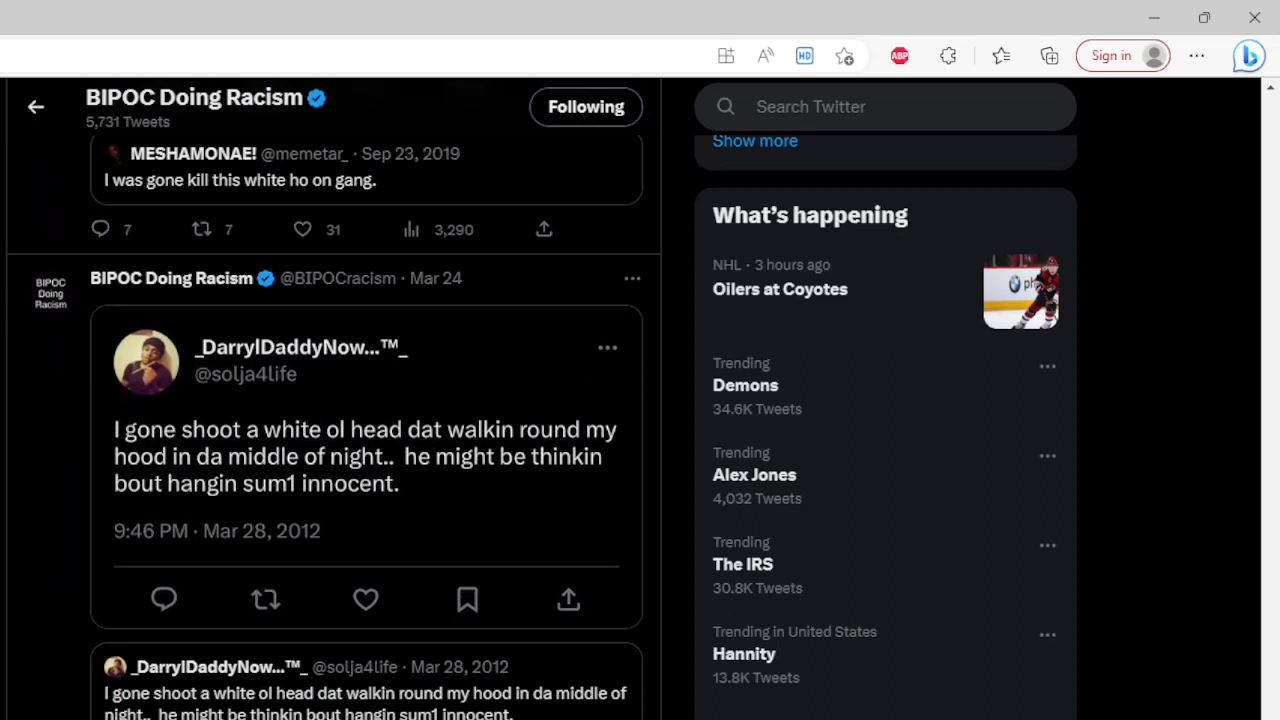 HD
ABP
Sign in
BIPOC Doing Racism
5,731 Tweets
Following
Search Twitter
MESHAMONAE! @memetar_ · Sep 23, 2019
I was gone kill this white ho on gang.
7
7
31
3,290
BIPOC
Doing
Racism
BIPOC Doing Racism @BIPOCracism · Mar 24
_DarrylDaddyNow...™_
@solja4life
I gone shoot a white ol head dat walkin round my
hood in da middle of night.. he might be thinkin
bout hangin sum1 innocent.
9:46 PM · Mar 28, 2012
_DarrylDaddyNow...™_ @solja4life · Mar 28, 2012
I gone shoot a white ol head dat walkin round my hood in da middle of
night.. he might be thinkin bout hangin sum1 innocent.
Show more
What's happening
NHL · 3 hours ago
Oilers at Coyotes
Trending
Demons
34.6K Tweets
Trending
Alex Jones
4,032 Tweets
Trending
The IRS
30.8K Tweets
Trending in United States
Hannity
13.8K Tweets